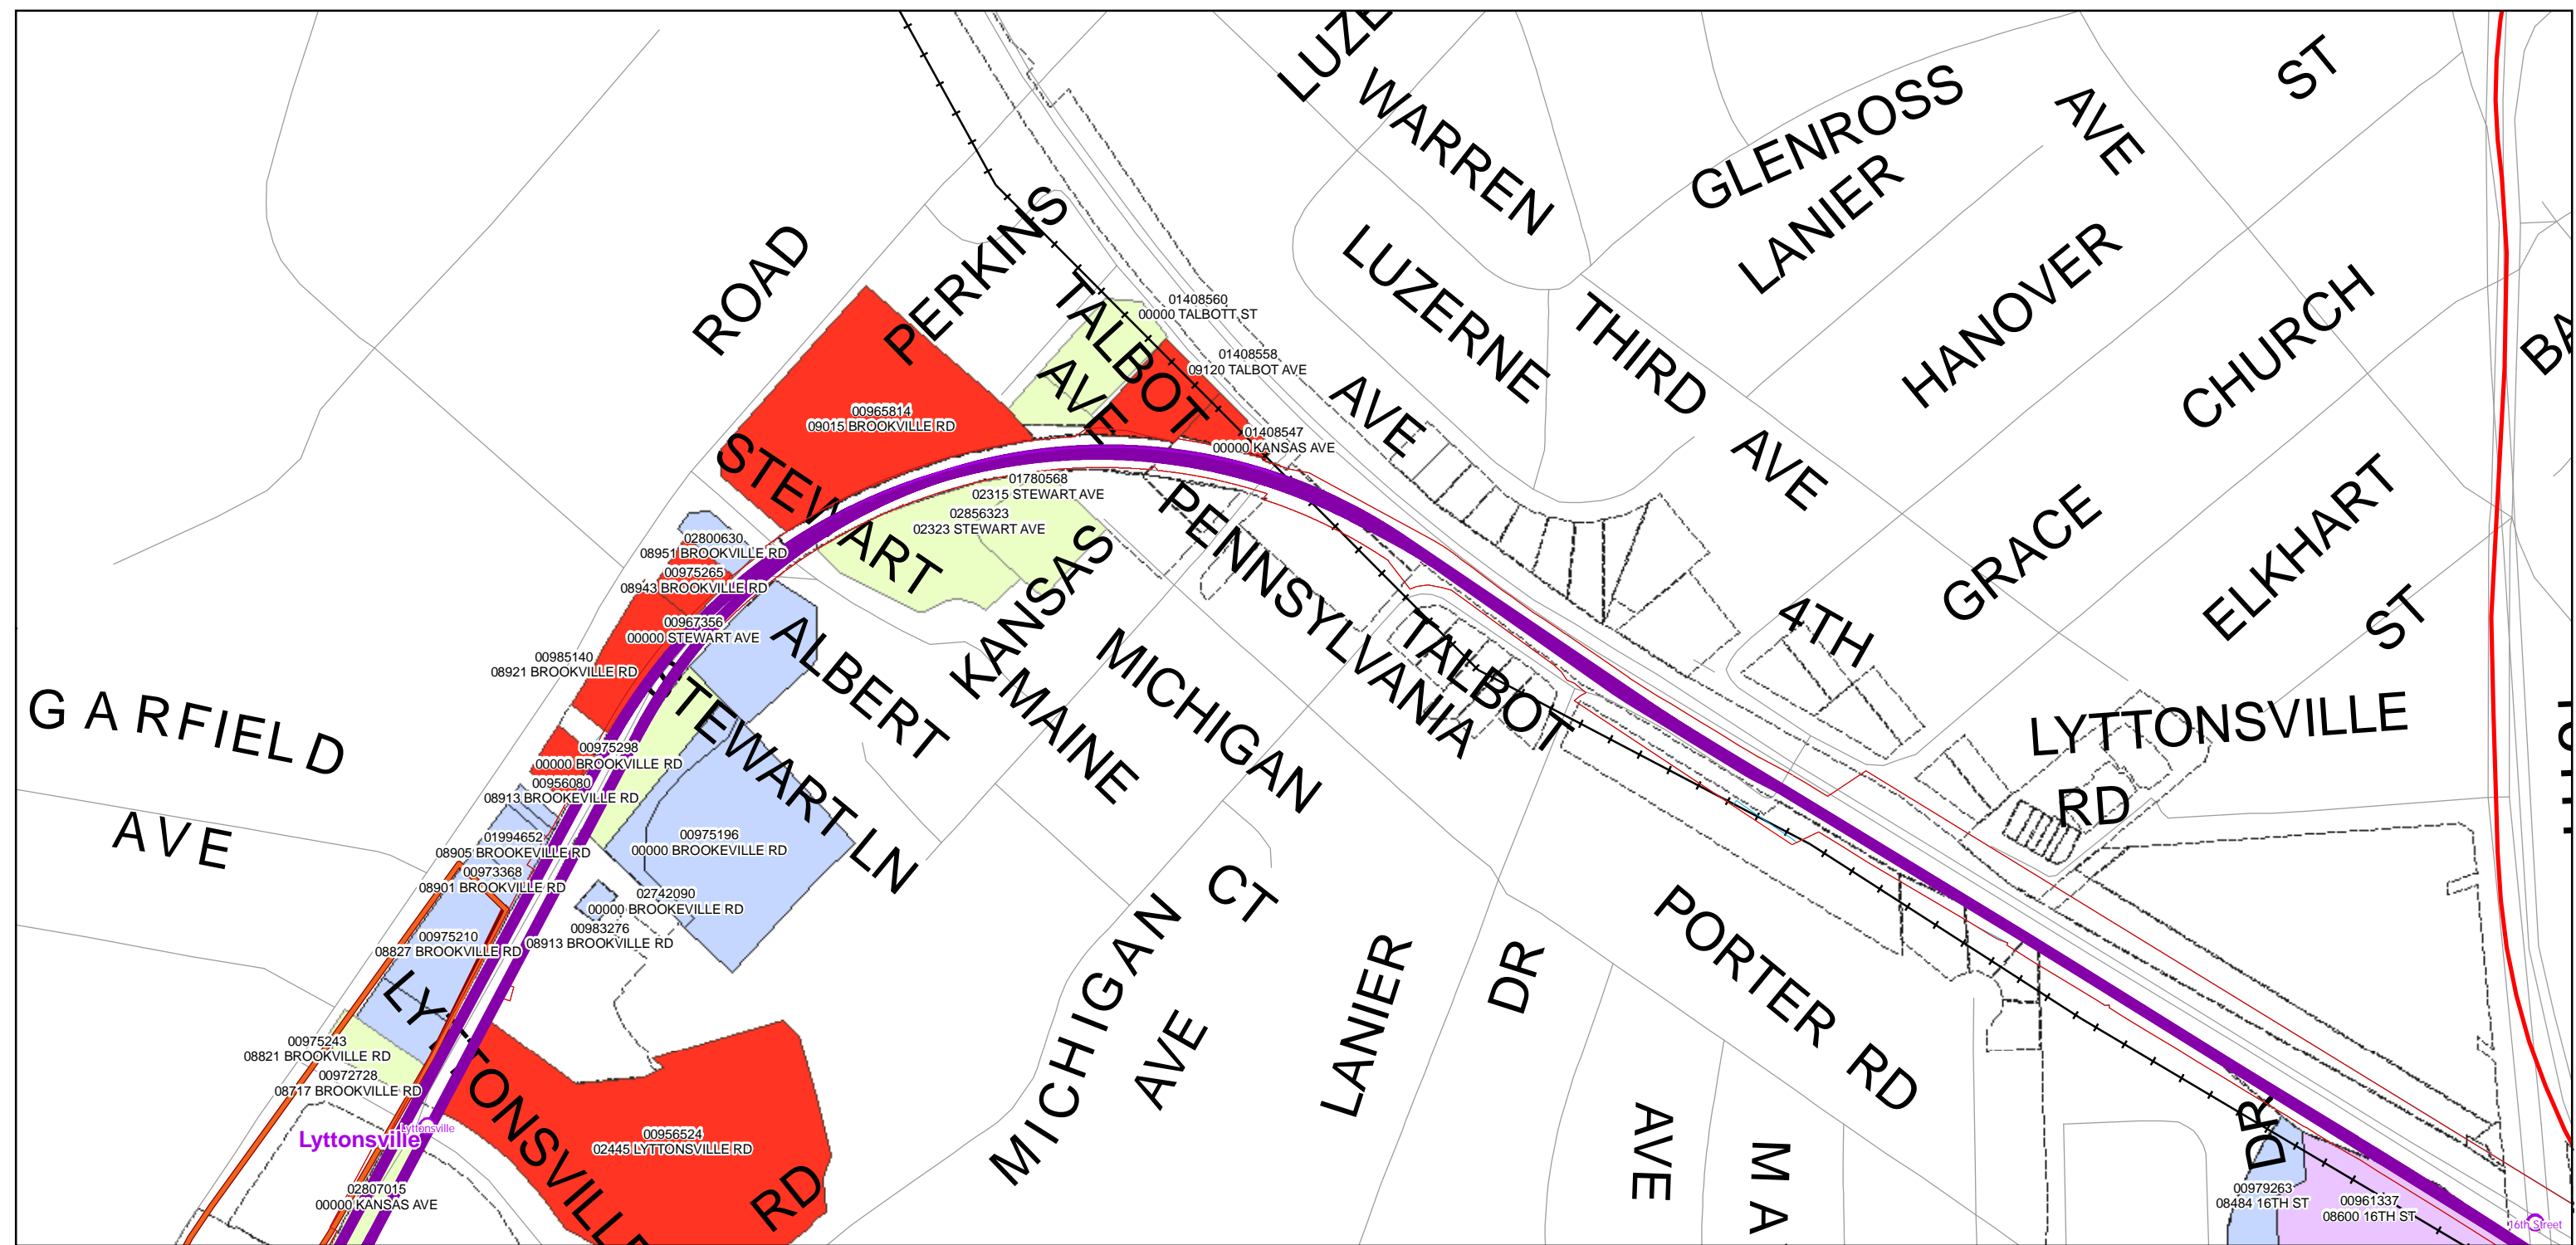 LUZE
WARREN
GLENROSS
AVE
ST
LANIER
ROAD
PERKINS
LUZERNE
HANOVER
THIRD
CHURCH
BA
TALBOT
AVE
01408560
00000 TALBOTT ST
01408558
09120 TALBOT AVE
00965814
09015 BROOKVILLE RD
01408547
00000 KANSAS AVE
AVE
AVE
STEWART
01780568
02315 STEWART AVE
02856323
02323 STEWART AVE
KANSAS
PENNSYLVANIA
GRACE
ELKHART
ST
02800630
08951 BROOKVILLE RD
00975265
08943 BROOKVILLE RD
00967356
00000 STEWART AVE
00985140
08921 BROOKVILLE RD
ALBERT
MAINE
MICHIGAN
TALBOT
4TH
LYTTONSVILLE
RD
GARFIELD
AVE
STEWART LN
00975298
00000 BROOKVILLE RD
00956080
08913 BROOKEVILLE RD
01994652
08905 BROOKEVILLE RD
00975196
00000 BROOKEVILLE RD
00973368
08901 BROOKVILLE RD
02742090
00000 BROOKEVILLE RD
00983276
08913 BROOKVILLE RD
00975210
08827 BROOKVILLE RD
CT
MICHIGAN
AVE
LANIER
DR
PORTER RD
LYTTONSVILLE
RD
00975243
08821 BROOKVILLE RD
00972728
08717 BROOKVILLE RD
Lyttonsville
Lyttonsville
00956524
02445 LYTTONSVILLE RD
02807015
00000 KANSAS AVE
AVE
MA
DR
00979263
08484 16TH ST
00961337
08600 16TH ST
16th Street